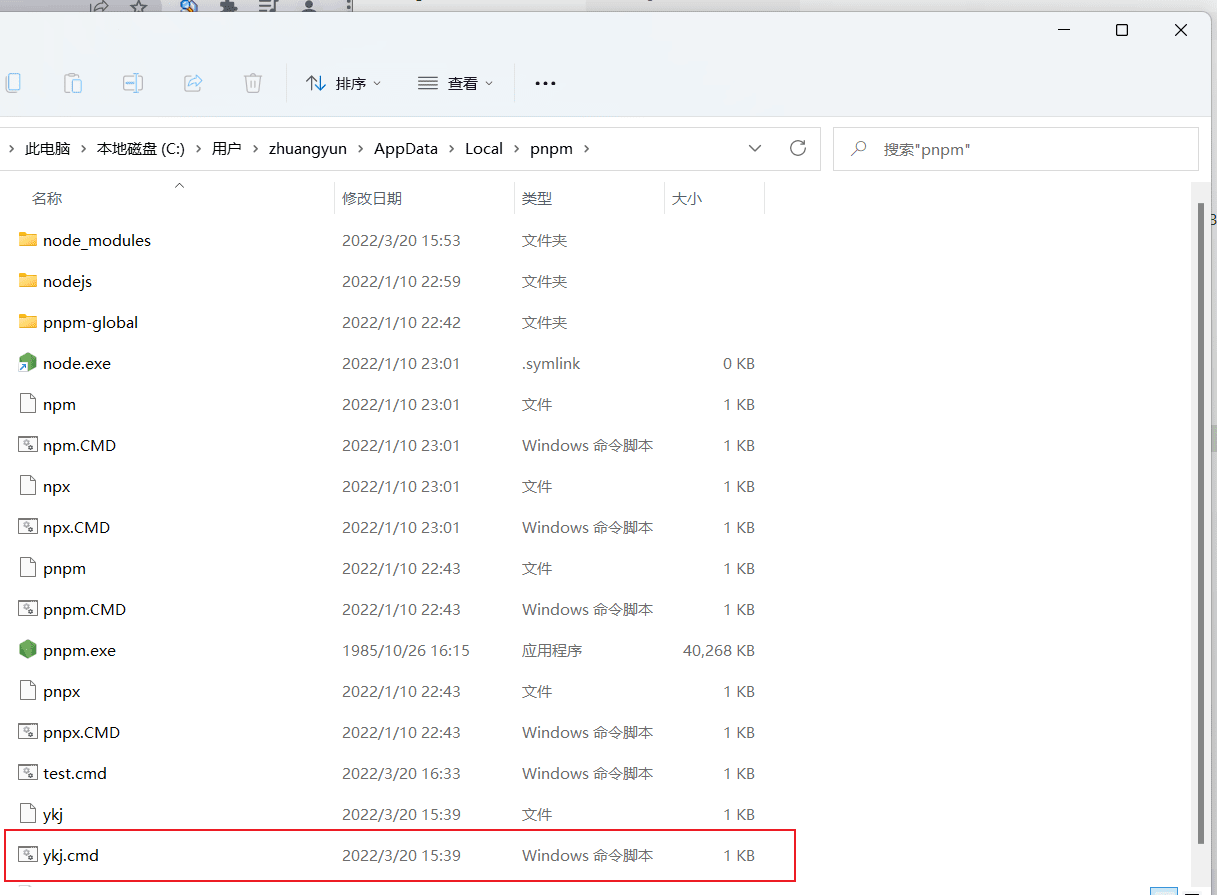 排序 查看
此电脑 本地磁盘 (C:) 用户 zhuangyun AppData Local pnpm 搜索"pnpm"
名称 修改日期 类型 大小
node_modules 2022/3/20 15:53 文件夹
nodejs 2022/1/10 22:59 文件夹
pnpm-global 2022/1/10 22:42 文件夹
node.exe 2022/1/10 23:01 .symlink 0 KB
npm 2022/1/10 23:01 文件 1 KB
npm.CMD 2022/1/10 23:01 Windows 命令脚本 1 KB
npx 2022/1/10 23:01 文件 1 KB
npx.CMD 2022/1/10 23:01 Windows 命令脚本 1 KB
pnpm 2022/1/10 22:43 文件 1 KB
pnpm.CMD 2022/1/10 22:43 Windows 命令脚本 1 KB
pnpm.exe 1985/10/26 16:15 应用程序 40,268 KB
pnpx 2022/1/10 22:43 文件 1 KB
pnpx.CMD 2022/1/10 22:43 Windows 命令脚本 1 KB
test.cmd 2022/3/20 16:33 Windows 命令脚本 1 KB
ykj 2022/3/20 15:39 文件 1 KB
ykj.cmd 2022/3/20 15:39 Windows 命令脚本 1 KB